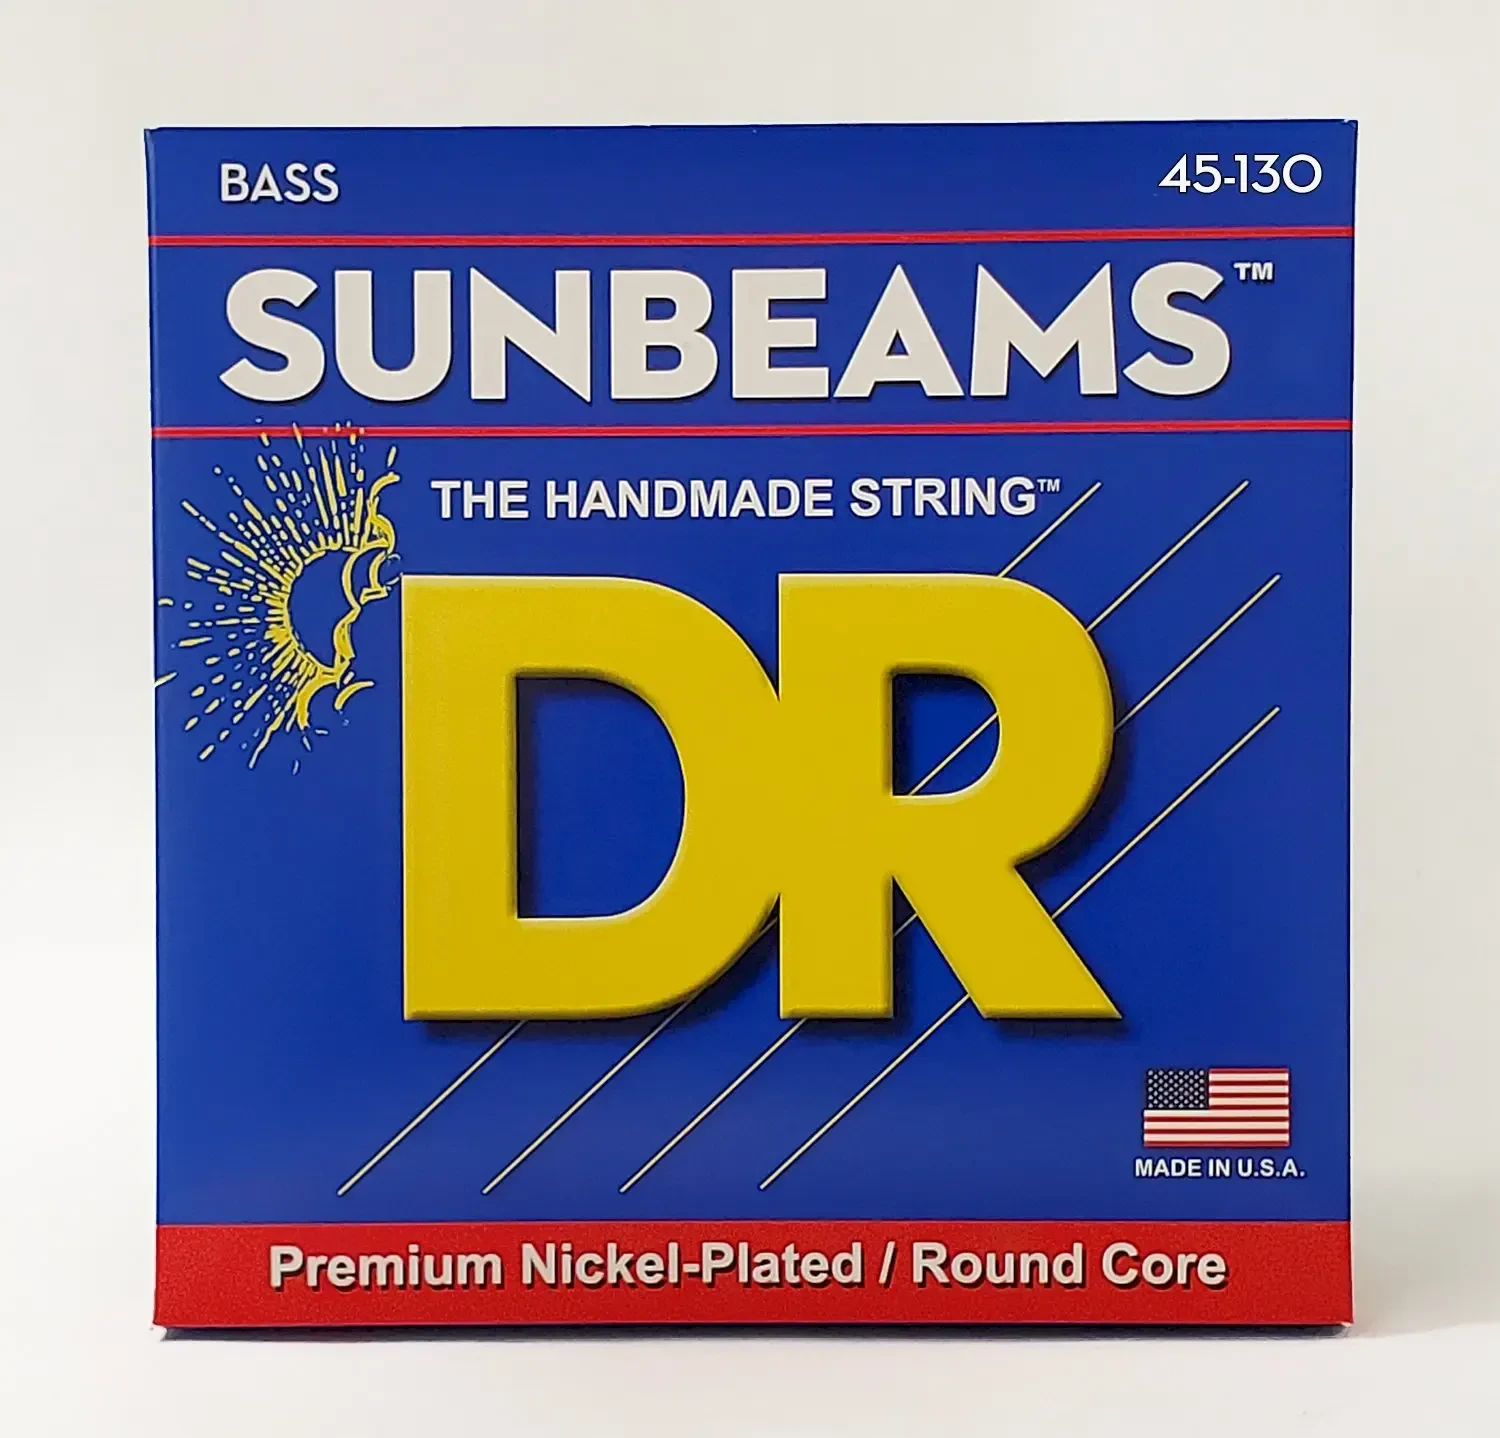 BASS
45-130
SUNBEAMS™
THE HANDMADE STRING™
DR
MADE IN U.S.A.
Premium Nickel-Plated / Round Core